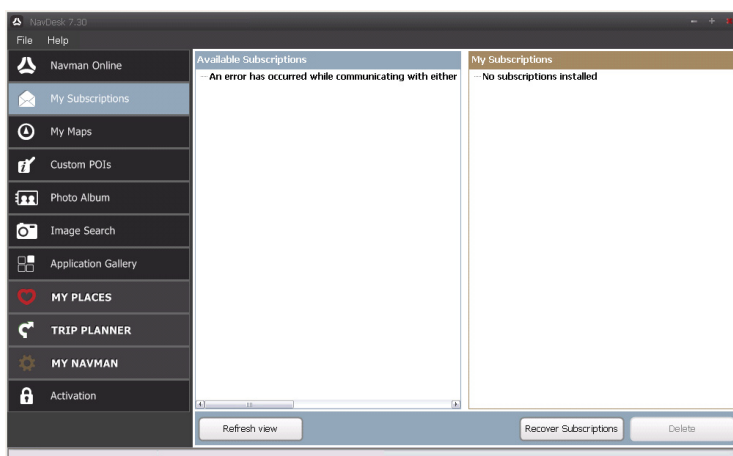 NavDesk 7.30
File Help
Navman Online
My Subscriptions
My Maps
Custom POIs
Photo Album
Image Search
Application Gallery
MY PLACES
TRIP PLANNER
MY NAVMAN
Activation
Available Subscriptions
An error has occurred while communicating with either
My Subscriptions
No subscriptions installed
Refresh view
Recover Subscriptions
Delete